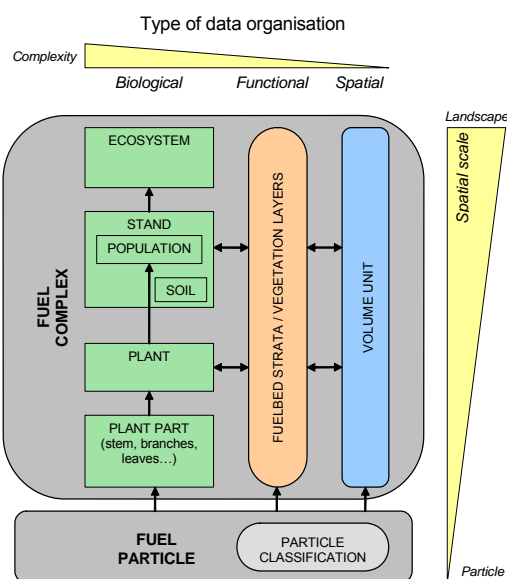 Type of data organisation
Complexity
Biological Functional Spatial
Landscape
ECOSYSTEM
STAND
POPULATION
SOIL
PLANT
PLANT PART
(stem, branches,
leaves...)
FUEL
COMPLEX
FUELBED STRATA / VEGETATION LAYERS
VOLUME UNIT
Spatial scale
FUEL
PARTICLE
PARTICLE
CLASSIFICATION
Particle